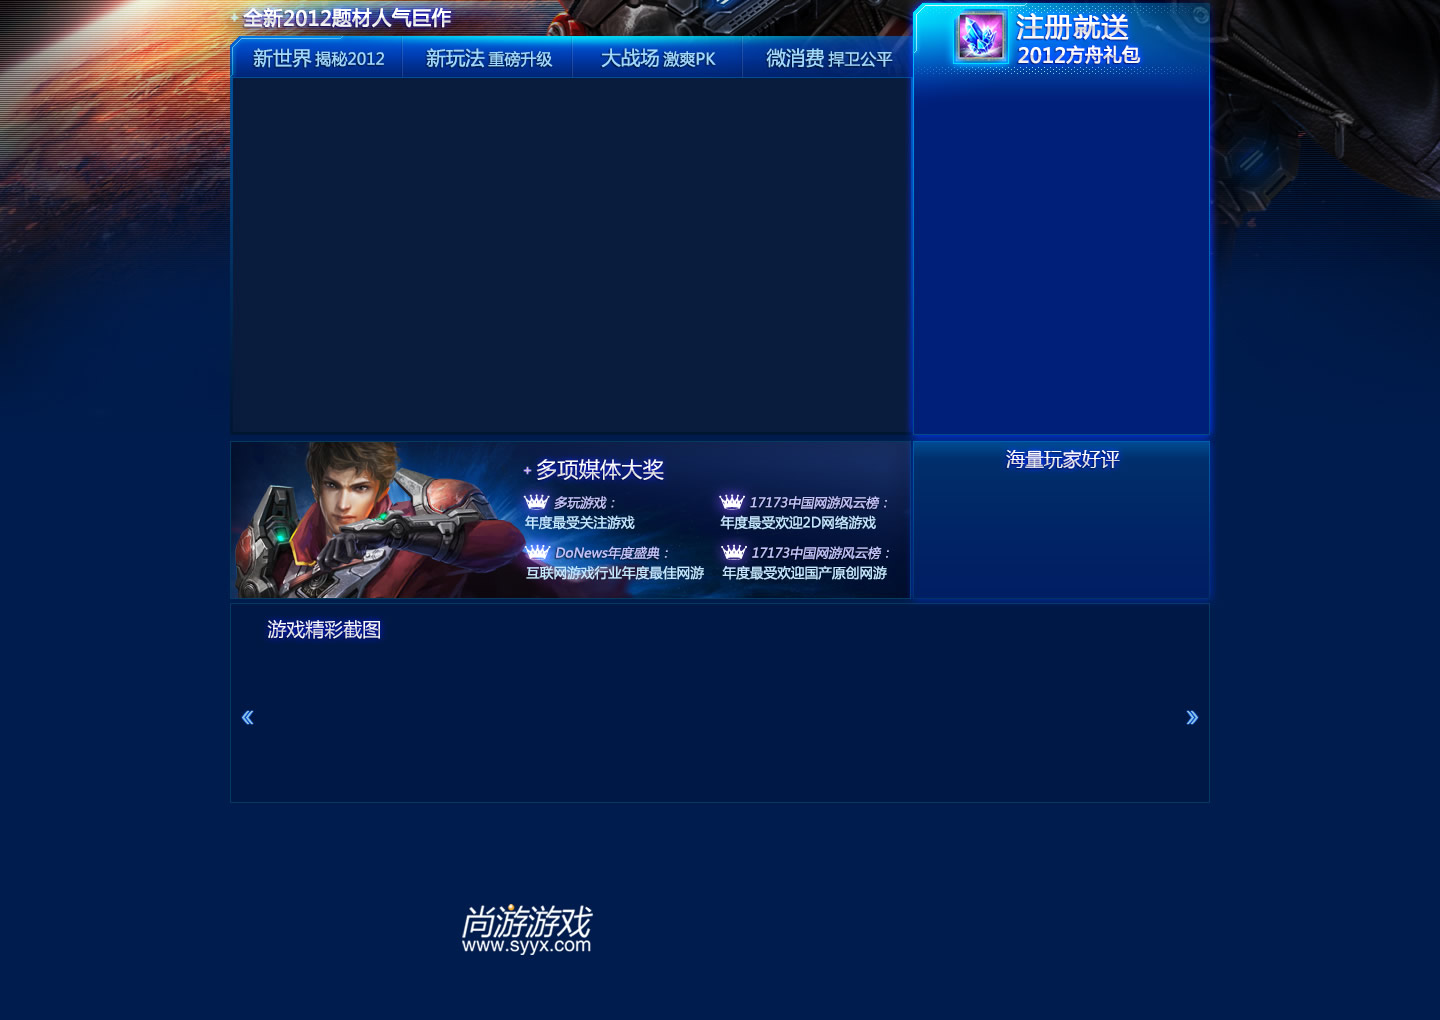 全新2012题材人气巨作
新世界 揭秘2012
新玩法 重磅升级
大战场 激爽PK
微消费 捍卫公平
注册就送
2012方舟礼包
多项媒体大奖
多玩游戏：
年度最受关注游戏
17173中国网游风云榜：
年度最受欢迎2D网络游戏
DoNews年度盛典：
互联网游戏行业年度最佳网游
17173中国网游风云榜：
年度最受欢迎国产原创网游
海量玩家好评
游戏精彩截图
尚游游戏
www.syyx.com